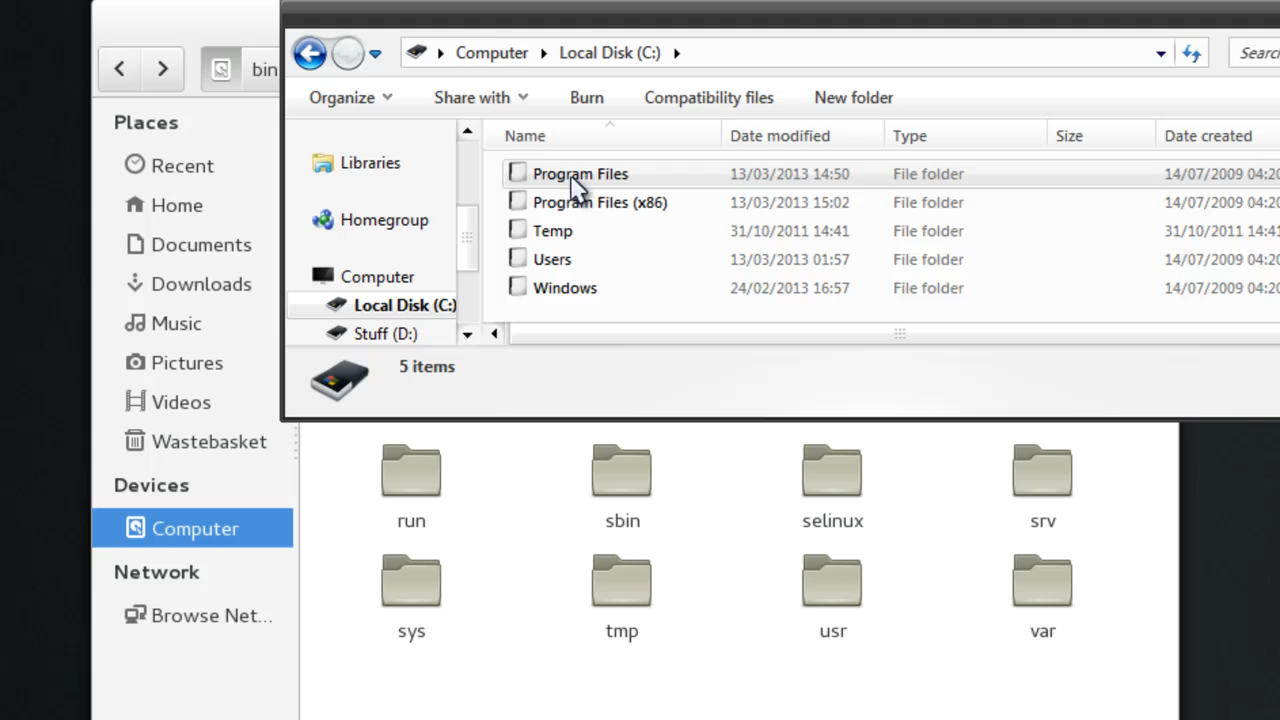 Computer Local Disk (C:) Searc
bin
Organize Share with Burn Compatibility files New folder
Places
Recent
Home
Documents
Downloads
Music
Pictures
Videos
Wastebasket
Devices
Computer
Network
Browse Net...
Libraries
Homegroup
Computer
Local Disk (C:)
Stuff (D:)
Name Date modified Type Size Date created
Program Files 13/03/2013 14:50 File folder 14/07/2009 04:20
Program Files (x86) 13/03/2013 15:02 File folder 14/07/2009 04:20
Temp 31/10/2011 14:41 File folder 31/10/2011 14:41
Users 13/03/2013 01:57 File folder 14/07/2009 04:20
Windows 24/02/2013 16:57 File folder 14/07/2009 04:20
5 items
run sbin selinux srv
sys tmp usr var